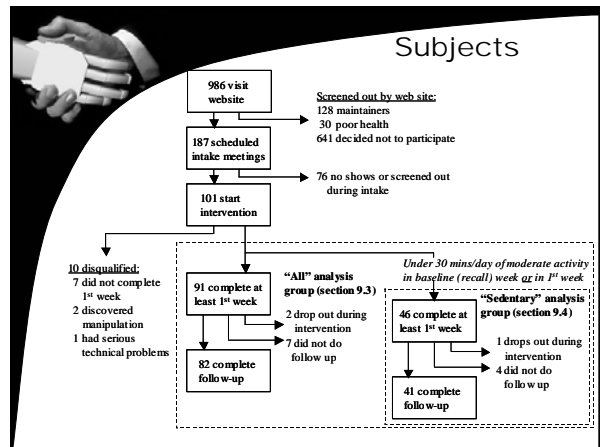 Subjects
986 visit
website
Screened out by web site:
128 maintainers
30 poor health
641 decided not to participate
187 scheduled
intake meetings
76 no shows or screened out
during intake
101 start
intervention
10 disqualified:
7 did not complete
1st week
2 discovered
manipulation
1 had serious
technical problems
91 complete at
least 1st week
"All" analysis
group (section 9.3)
2 drop out during
intervention
7 did not do
follow up
82 complete
follow-up
Under 30 mins/day of moderate activity
in baseline (recall) week or in 1st week
46 complete at
least 1st week
"Sedentary" analysis
group (section 9.4)
1 drops out during
intervention
4 did not do
follow up
41 complete
follow-up